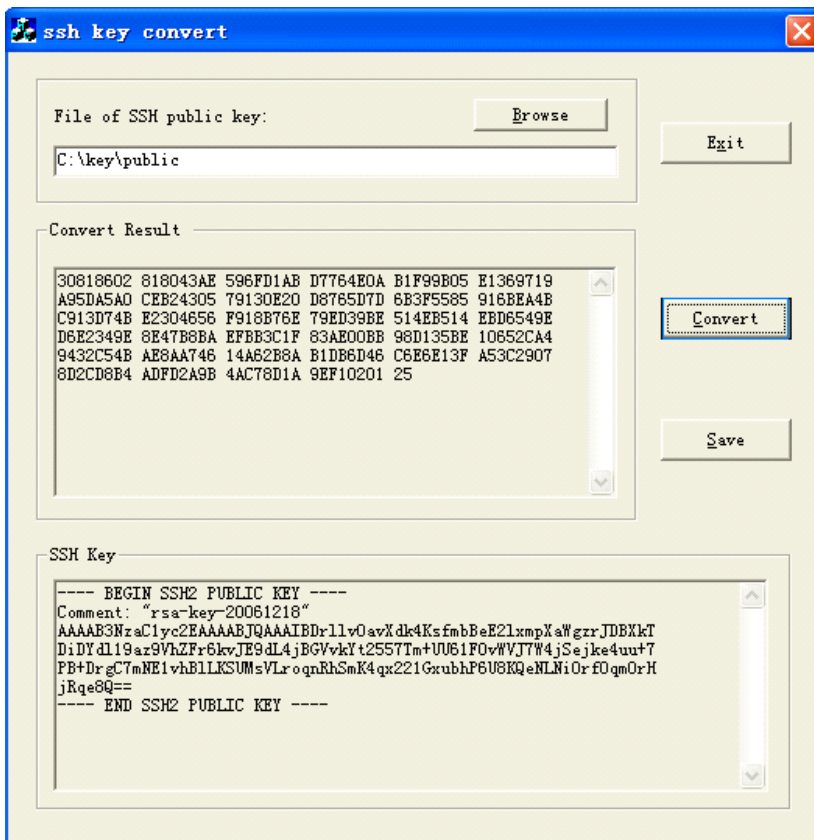 ssh key convert
File of SSH public key:
Browse
C:\key\public
Exit
Convert Result
30818602 818043AE 596FD1AB D7764E0A B1F99B05 E1369719
A95DA5A0 CEB24305 79130E20 D8765D7D 6B3F5585 916BEA4B
C913D74B E2304656 F918B76E 79ED39BE 514EB514 EBD6549E
D6E2349E 8E47B8BA EFBB3C1F 83AE00BB 98D135BE 10652CA4
9432C54B AE8AA746 14A62B8A B1DB6D46 C6E6E13F A53C2907
8D2CD8B4 ADFD2A9B 4AC78D1A 9EF10201 25
Convert
Save
SSH Key
---- BEGIN SSH2 PUBLIC KEY ----
Comment: "rsa-key-20061218"
AAAAB3NzaC1yc2EAAAABJQAAAIBDrllvOavXdk4KsfmbBeE2lxmpXaWgzrJDBXkT
DiDYdl19az9VhZFr6kvJE9dL4jBGVvkYt2557Tm+UU61FOvWVJ7W4jSejke4uu+7
PB+DrgC7mNE1vhBlLKSUMsVLroqnRhSmK4qx221GxubhP6U8KQeNLNi0rf0qm0rH
jRqe8Q==
---- END SSH2 PUBLIC KEY ----